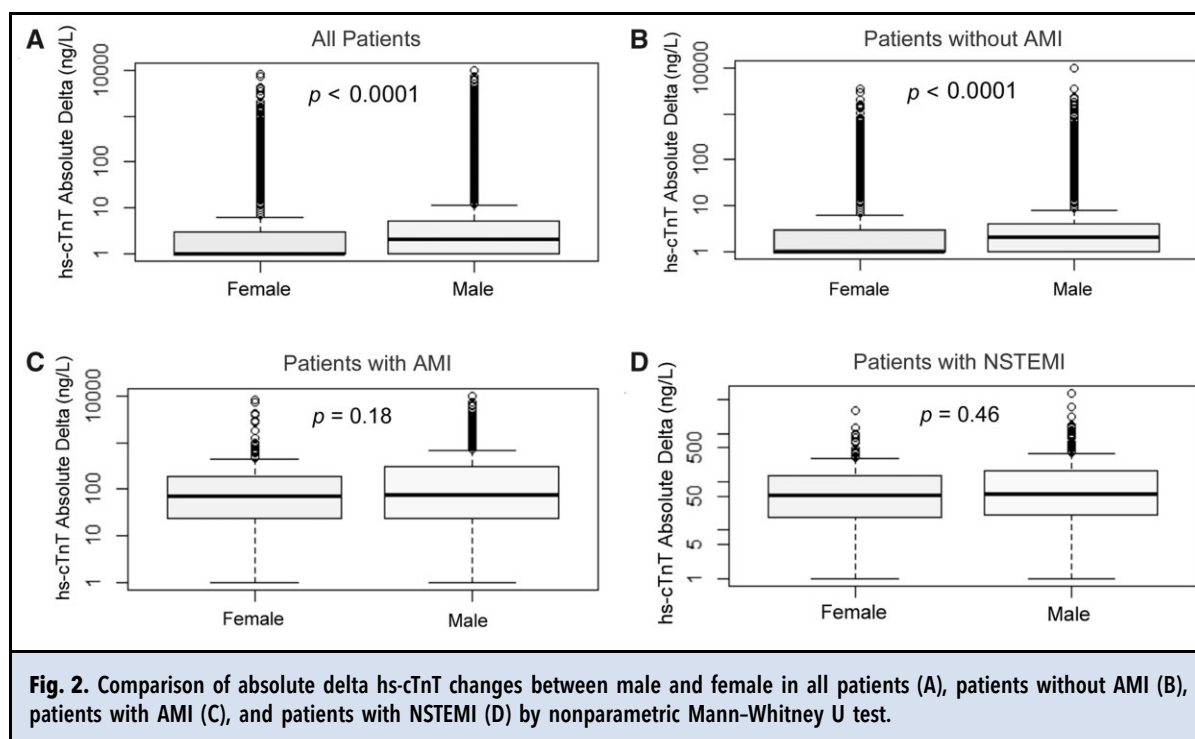 A
All Patients
hs-cTnT Absolute Delta (ng/L)
10000
100
10
1
p < 0.0001
Female
Male
B
Patients without AMI
hs-cTnT Absolute Delta (ng/L)
10000
100
10
1
p < 0.0001
Female
Male
C
Patients with AMI
hs-cTnT Absolute Delta (ng/L)
10000
100
10
1
p = 0.18
Female
Male
D
Patients with NSTEMI
hs-cTnT Absolute Delta (ng/L)
500
50
5
1
p = 0.46
Female
Male
Fig. 2. Comparison of absolute delta hs-cTnT changes between male and female in all patients (A), patients without AMI (B),
patients with AMI (C), and patients with NSTEMI (D) by nonparametric Mann–Whitney U test.